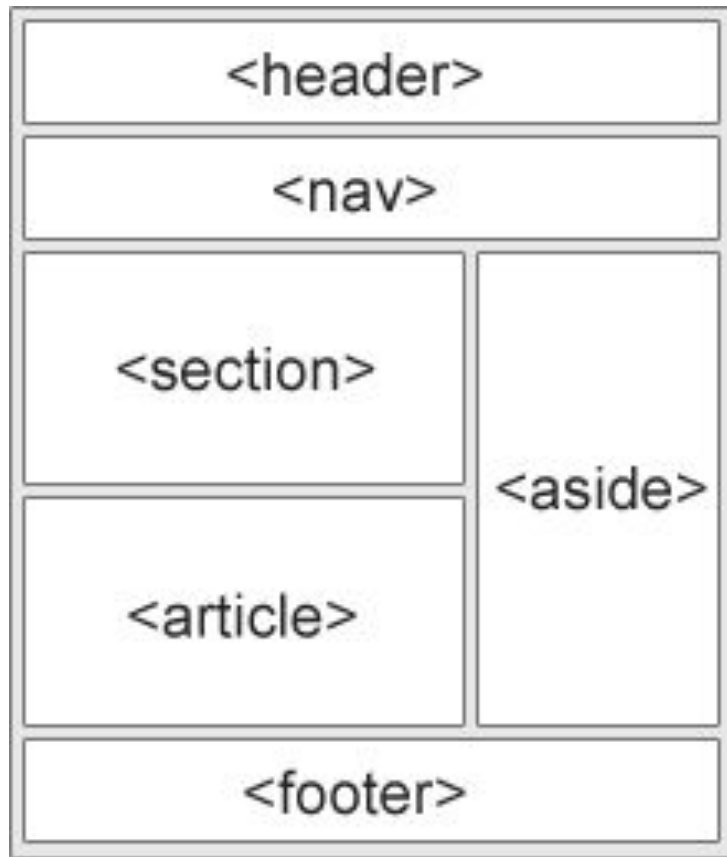 <header>
<nav>
<section>
<aside>
<article>
<footer>